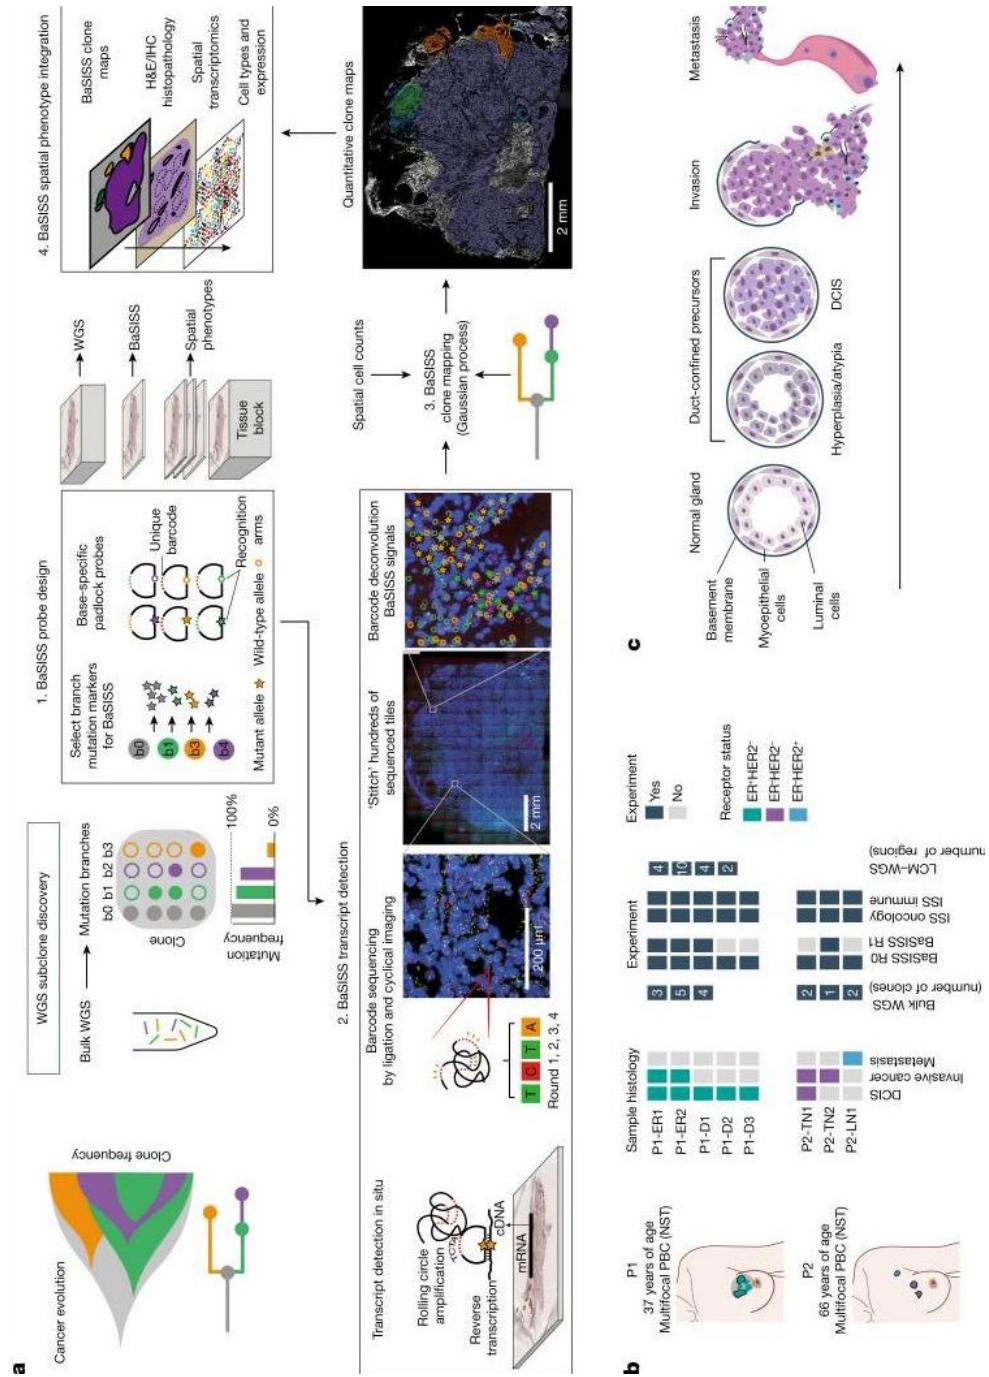 a
Cancer evolution
Clone frequency
WGS subclone discovery
Bulk WGS
Mutation branches
b0 b1 b2 b3
Clone
Mutation
frequency
100%
0%
1. BaSISS probe design
Select branch
mutation markers
for BaSISS
b0
b1
b3
b4
Base-specific
padlock probes
Unique
barcode
Recognition
arms
Mutant allele
Wild-type allele
Tissue
block
WGS
BaSISS
Spatial
phenotypes
4. BaSISS spatial phenotype integration
BaSISS clone
maps
H&E/IHC
histopathology
Spatial
transcriptomics
Cell types and
expression
2. BaSISS transcript detection
Transcript detection in situ
Rolling circle
amplification
TCTA
Reverse
transcription
cDNA
mRNA
Barcode sequencing
by ligation and cyclical imaging
T C T A
Round 1, 2, 3, 4
200 µm
'Stitch' hundreds of
sequenced tiles
2 mm
Barcode deconvolution
BaSISS signals
Spatial cell counts
3. BaSISS
clone mapping
(Gaussian process)
Quantitative clone maps
2 mm
b
P1
37 years of age
Multifocal PBC (NST)
P2
66 years of age
Multifocal PBC (NST)
Sample histology
P1-ER1
P1-ER2
P1-D1
P1-D2
P1-D3
P2-TN1
P2-TN2
P2-LN1
DCIS
Invasive cancer
Metastasis
Experiment
3
5
4
2
1
2
Bulk WGS
(number of clones)
BaSISS R0
BaSISS R1
ISS oncology
ISS immune
4
10
4
2
LCM–WGS
(number of regions)
Experiment
Yes
No
Receptor status
ER+HER2−
ER-HER2−
ER-HER2+
c
Normal gland
Basement
membrane
Myoepithelial
cells
Luminal
cells
Duct-confined precursors
Hyperplasia/atypia
DCIS
Invasion
Metastasis